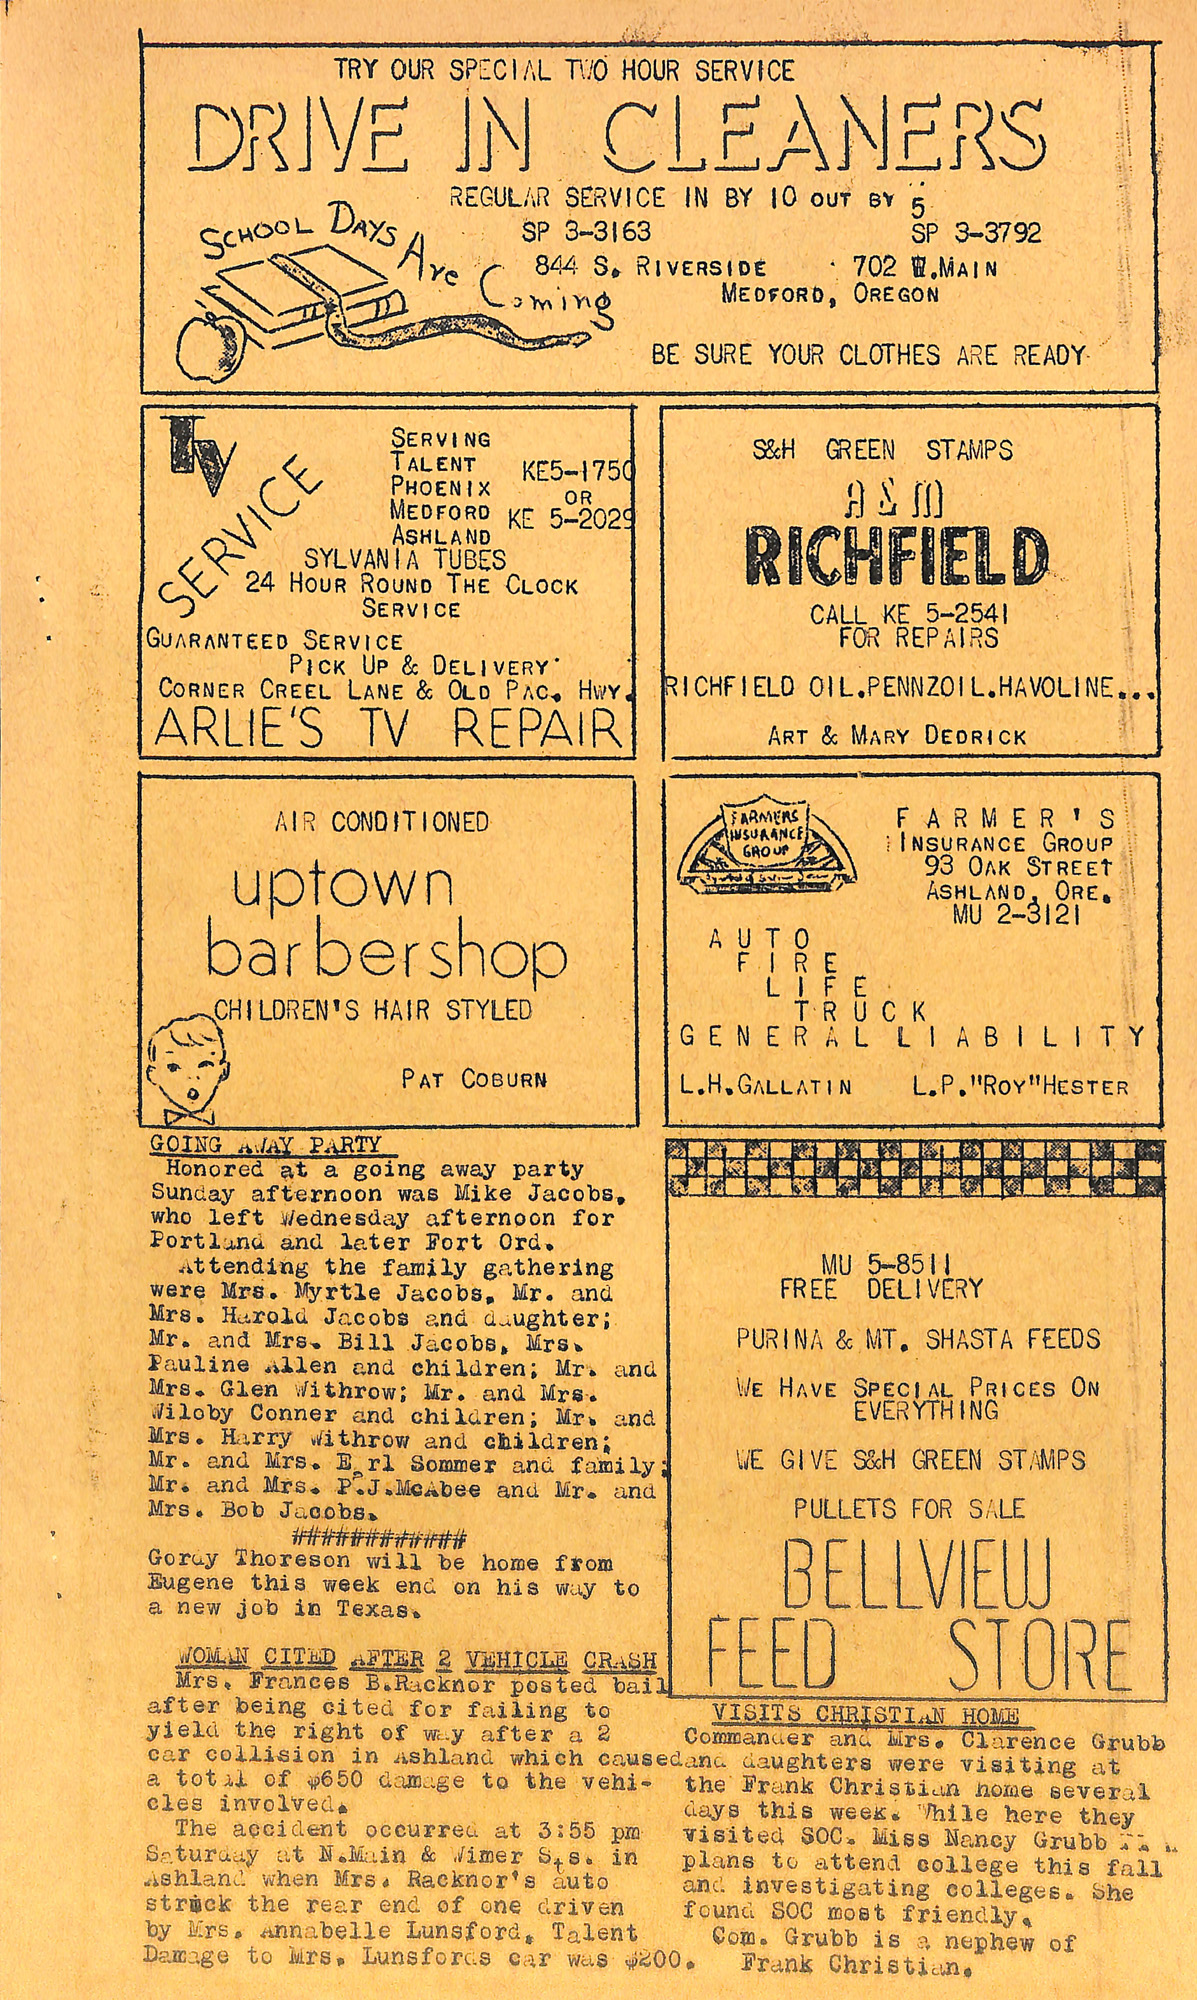 TRY OUR SPECIAL TWO HOUR SERVICE
DRIVE IN CLEANERS
REGULAR SERVICE IN BY 10 OUT BY 5
SP 3-3163 SP 3-3792
844 S. RIVERSIDE 702 W.MAIN
MEDFORD, OREGON
SCHOOL DAYS Are Coming
BE SURE YOUR CLOTHES ARE READY
TV
SERVICE
SERVING
TALENT KE5-1750
PHOENIX OR
MEDFORD KE 5-2029
ASHLAND
SYLVANIA TUBES
24 HOUR ROUND THE CLOCK
SERVICE
GUARANTEED SERVICE
PICK UP & DELIVERY
CORNER CREEL LANE & OLD PAC. HWY.
ARLIE'S TV REPAIR
S&H GREEN STAMPS
A & M
RICHFIELD
CALL KE 5-2541
FOR REPAIRS
RICHFIELD OIL.PENNZOIL.HAVOLINE...
ART & MARY DEDRICK
AIR CONDITIONED
uptown
barbershop
CHILDREN'S HAIR STYLED
PAT COBURN
FARMERS
INSURANCE
GROUP
FARMER'S
INSURANCE GROUP
93 OAK STREET
ASHLAND, ORE.
MU 2-3121
AUTO
FIRE
LIFE
TRUCK
GENERAL LIABILITY
L.H.GALLATIN L.P."ROY"HESTER
GOING AWAY PARTY
Honored at a going away party
Sunday afternoon was Mike Jacobs,
who left Wednesday afternoon for
Portland and later Fort Ord.
Attending the family gathering
were Mrs. Myrtle Jacobs, Mr. and
Mrs. Harold Jacobs and daughter;
Mr. and Mrs. Bill Jacobs, Mrs.
Pauline Allen and children; Mr. and
Mrs. Glen Withrow; Mr. and Mrs.
Wiloby Conner and children; Mr. and
Mrs. Harry Withrow and children;
Mr. and Mrs. Earl Sommer and family;
Mr. and Mrs. P.J.McAbee and Mr. and
Mrs. Bob Jacobs.
############
Gordy Thoreson will be home from
Eugene this week end on his way to
a new job in Texas.
WOMAN CITED AFTER 2 VEHICLE CRASH
Mrs. Frances B.Racknor posted bail
after being cited for failing to
yield the right of way after a 2
car collision in Ashland which caused
a total of $650 damage to the vehi-
cles involved.
The accident occurred at 3:55 pm
Saturday at N.Main & Wimer Sts. in
Ashland when Mrs. Racknor's auto
struck the rear end of one driven
by Mrs. Annabelle Lunsford, Talent
Damage to Mrs. Lunsfords car was $200.
MU 5-8511
FREE DELIVERY
PURINA & MT. SHASTA FEEDS
WE HAVE SPECIAL PRICES ON
EVERYTHING
WE GIVE S&H GREEN STAMPS
PULLETS FOR SALE
BELLVIEW
FEED STORE
VISITS CHRISTIAN HOME
Commander and Mrs. Clarence Grubb
and daughters were visiting at
the Frank Christian home several
days this week. While here they
visited SOC. Miss Nancy Grubb
plans to attend college this fall
and investigating colleges. She
found SOC most friendly.
Com. Grubb is a nephew of
Frank Christian.